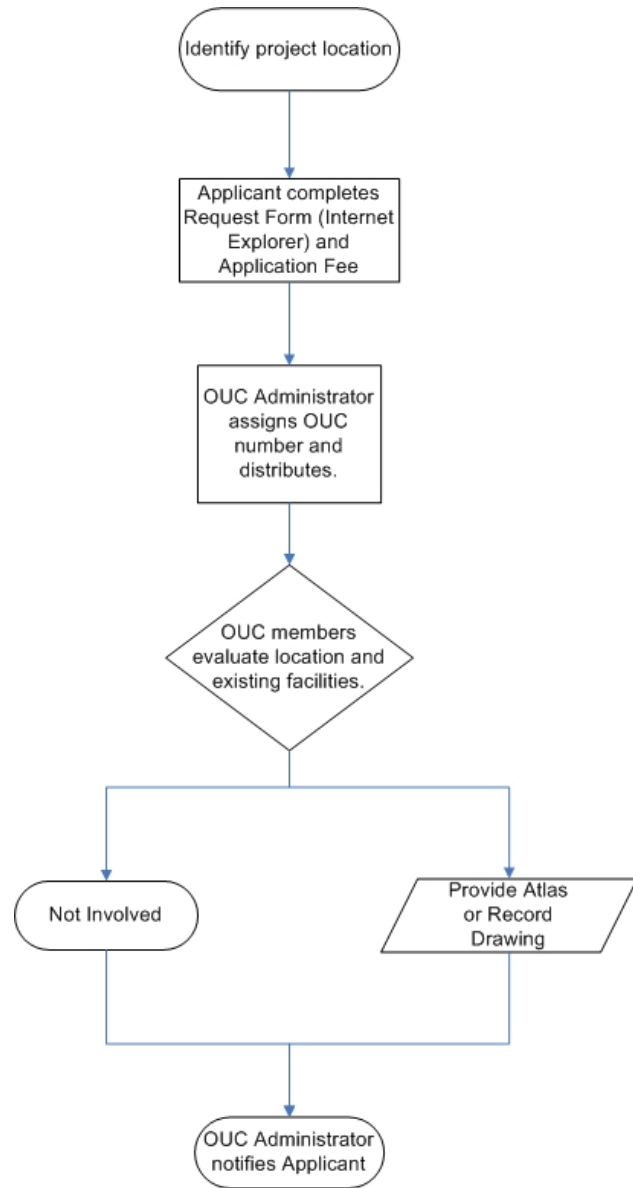 Identify project location
Applicant completes
Request Form (Internet
Explorer) and
Application Fee
OUC Administrator
assigns OUC
number and
distributes.
OUC members
evaluate location and
existing facilities.
Not Involved
Provide Atlas
or Record
Drawing
OUC Administrator
notifies Applicant